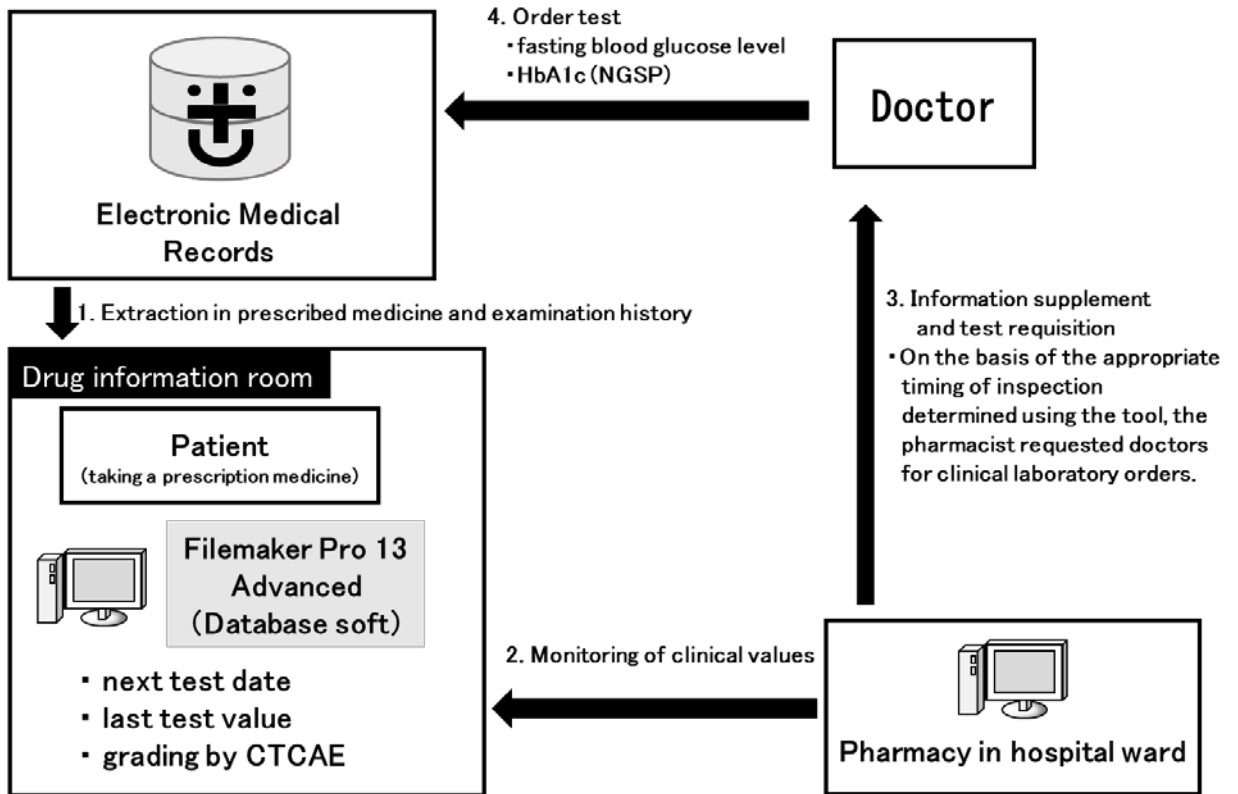 4. Order test
・fasting blood glucose level
・HbA1c (NGSP)
Doctor
Electronic Medical
Records
1. Extraction in prescribed medicine and examination history
3. Information supplement
and test requisition
・On the basis of the appropriate
timing of inspection
determined using the tool, the
pharmacist requested doctors
for clinical laboratory orders.
Drug information room
Patient
(taking a prescription medicine)
Filemaker Pro 13
Advanced
(Database soft)
・ next test date
・ last test value
・ grading by CTCAE
2. Monitoring of clinical values
Pharmacy in hospital ward